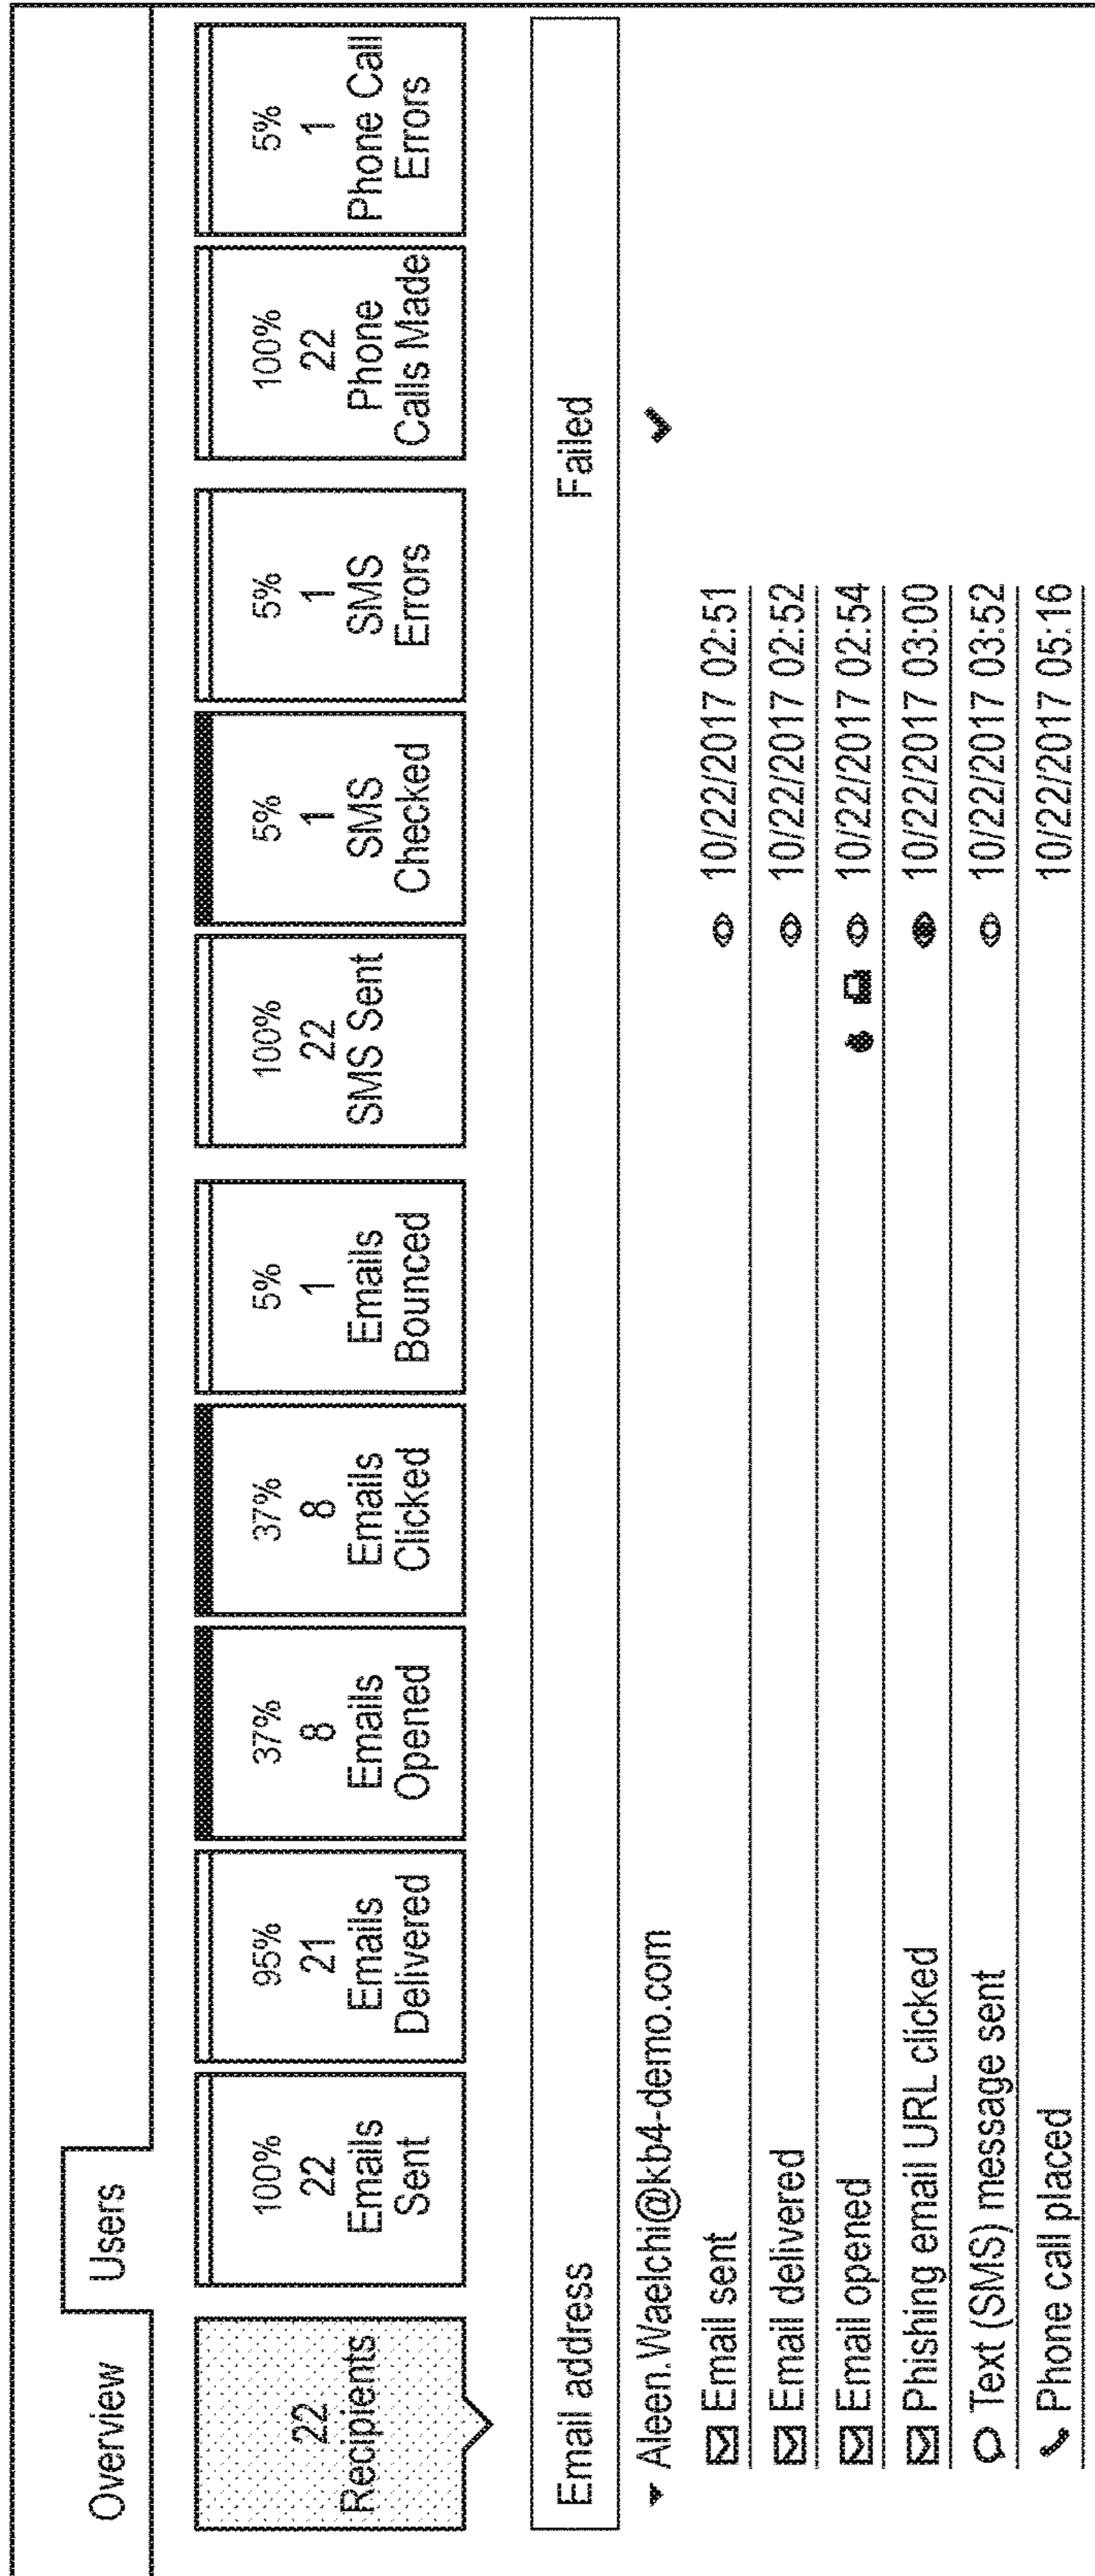 Overview
Users
22
Recipients
100%
22
Emails
Sent
95%
21
Emails
Delivered
37%
8
Emails
Opened
37%
8
Emails
Clicked
5%
1
Emails
Bounced
100%
22
SMS Sent
5%
1
SMS
Checked
5%
1
SMS
Errors
100%
22
Phone
Calls Made
5%
1
Phone Call
Errors
Email address Failed
Aleen.Waelchi@kb4-demo.com
Email sent 10/22/2017 02:51
Email delivered 10/22/2017 02:52
Email opened 10/22/2017 02:54
Phishing email URL clicked 10/22/2017 03:00
Text (SMS) message sent 10/22/2017 03:52
Phone call placed 10/22/2017 05:16